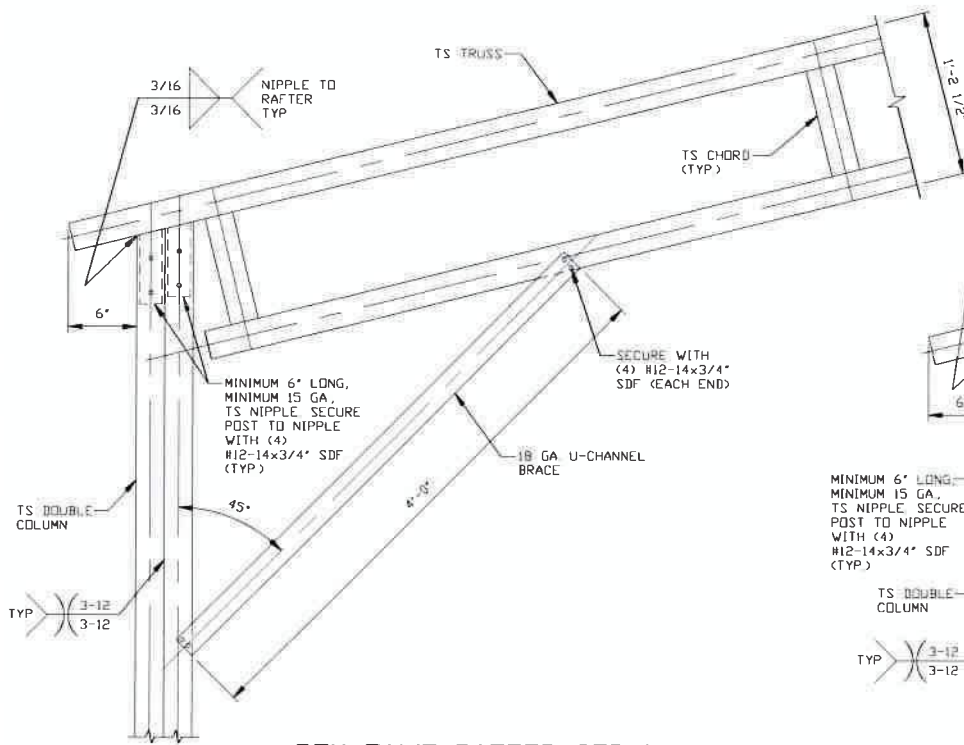 TS TRUSS
3/16
3/16
NIPPLE TO
RAFTER
TYP
1'-2 1/2"
TS CHORD
(TYP)
6"
SECURE WITH
(4) #12-14x3/4" SDF (EACH END)
MINIMUM 6" LONG,
MINIMUM 15 GA,
TS NIPPLE SECURE
POST TO NIPPLE
WITH (4)
#12-14x3/4" SDF
(TYP)
18 GA U-CHANNEL
BRACE
4'-0"
45°
TS DOUBLE
COLUMN
TYP
3-12
3-12
6
MINIMUM 6" LONG,
MINIMUM 15 GA,
TS NIPPLE, SECURE
POST TO NIPPLE
WITH (4)
#12-14x3/4" SDF
(TYP)
TS DOUBLE
COLUMN
TYP
3-12
3-12